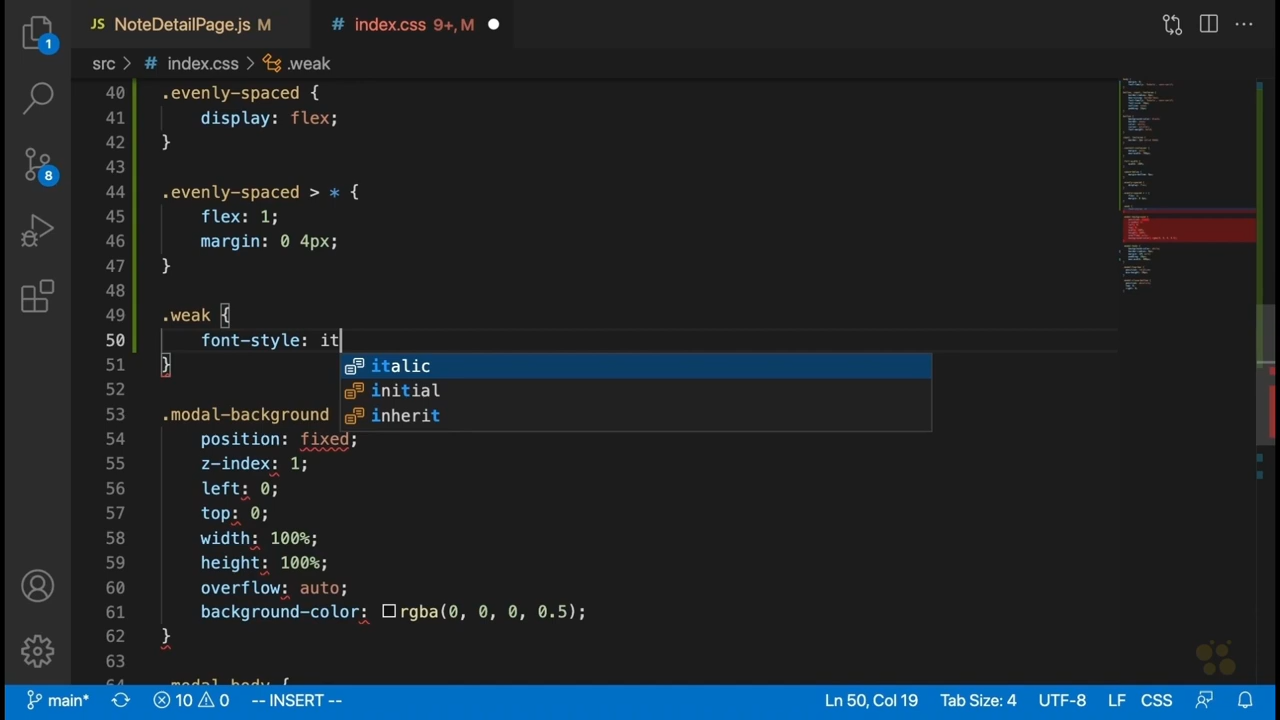 JS NoteDetailPage.js M
# index.css 9+, M
1
src > # index.css > .weak
8
40 .evenly-spaced {
41 display: flex;
42 }
43
44 .evenly-spaced > * {
45 flex: 1;
46 margin: 0 4px;
47 }
48
49 .weak {
50 font-style: it
italic
initial
inherit
51 }
52
53 .modal-background
54 position: fixed;
55 z-index: 1;
56 left: 0;
57 top: 0;
58 width: 100%;
59 height: 100%;
60 overflow: auto;
61 background-color: rgba(0, 0, 0, 0.5);
62 }
63
64 .modal-body {
main* 10 0 -- INSERT -- Ln 50, Col 19 Tab Size: 4 UTF-8 LF CSS